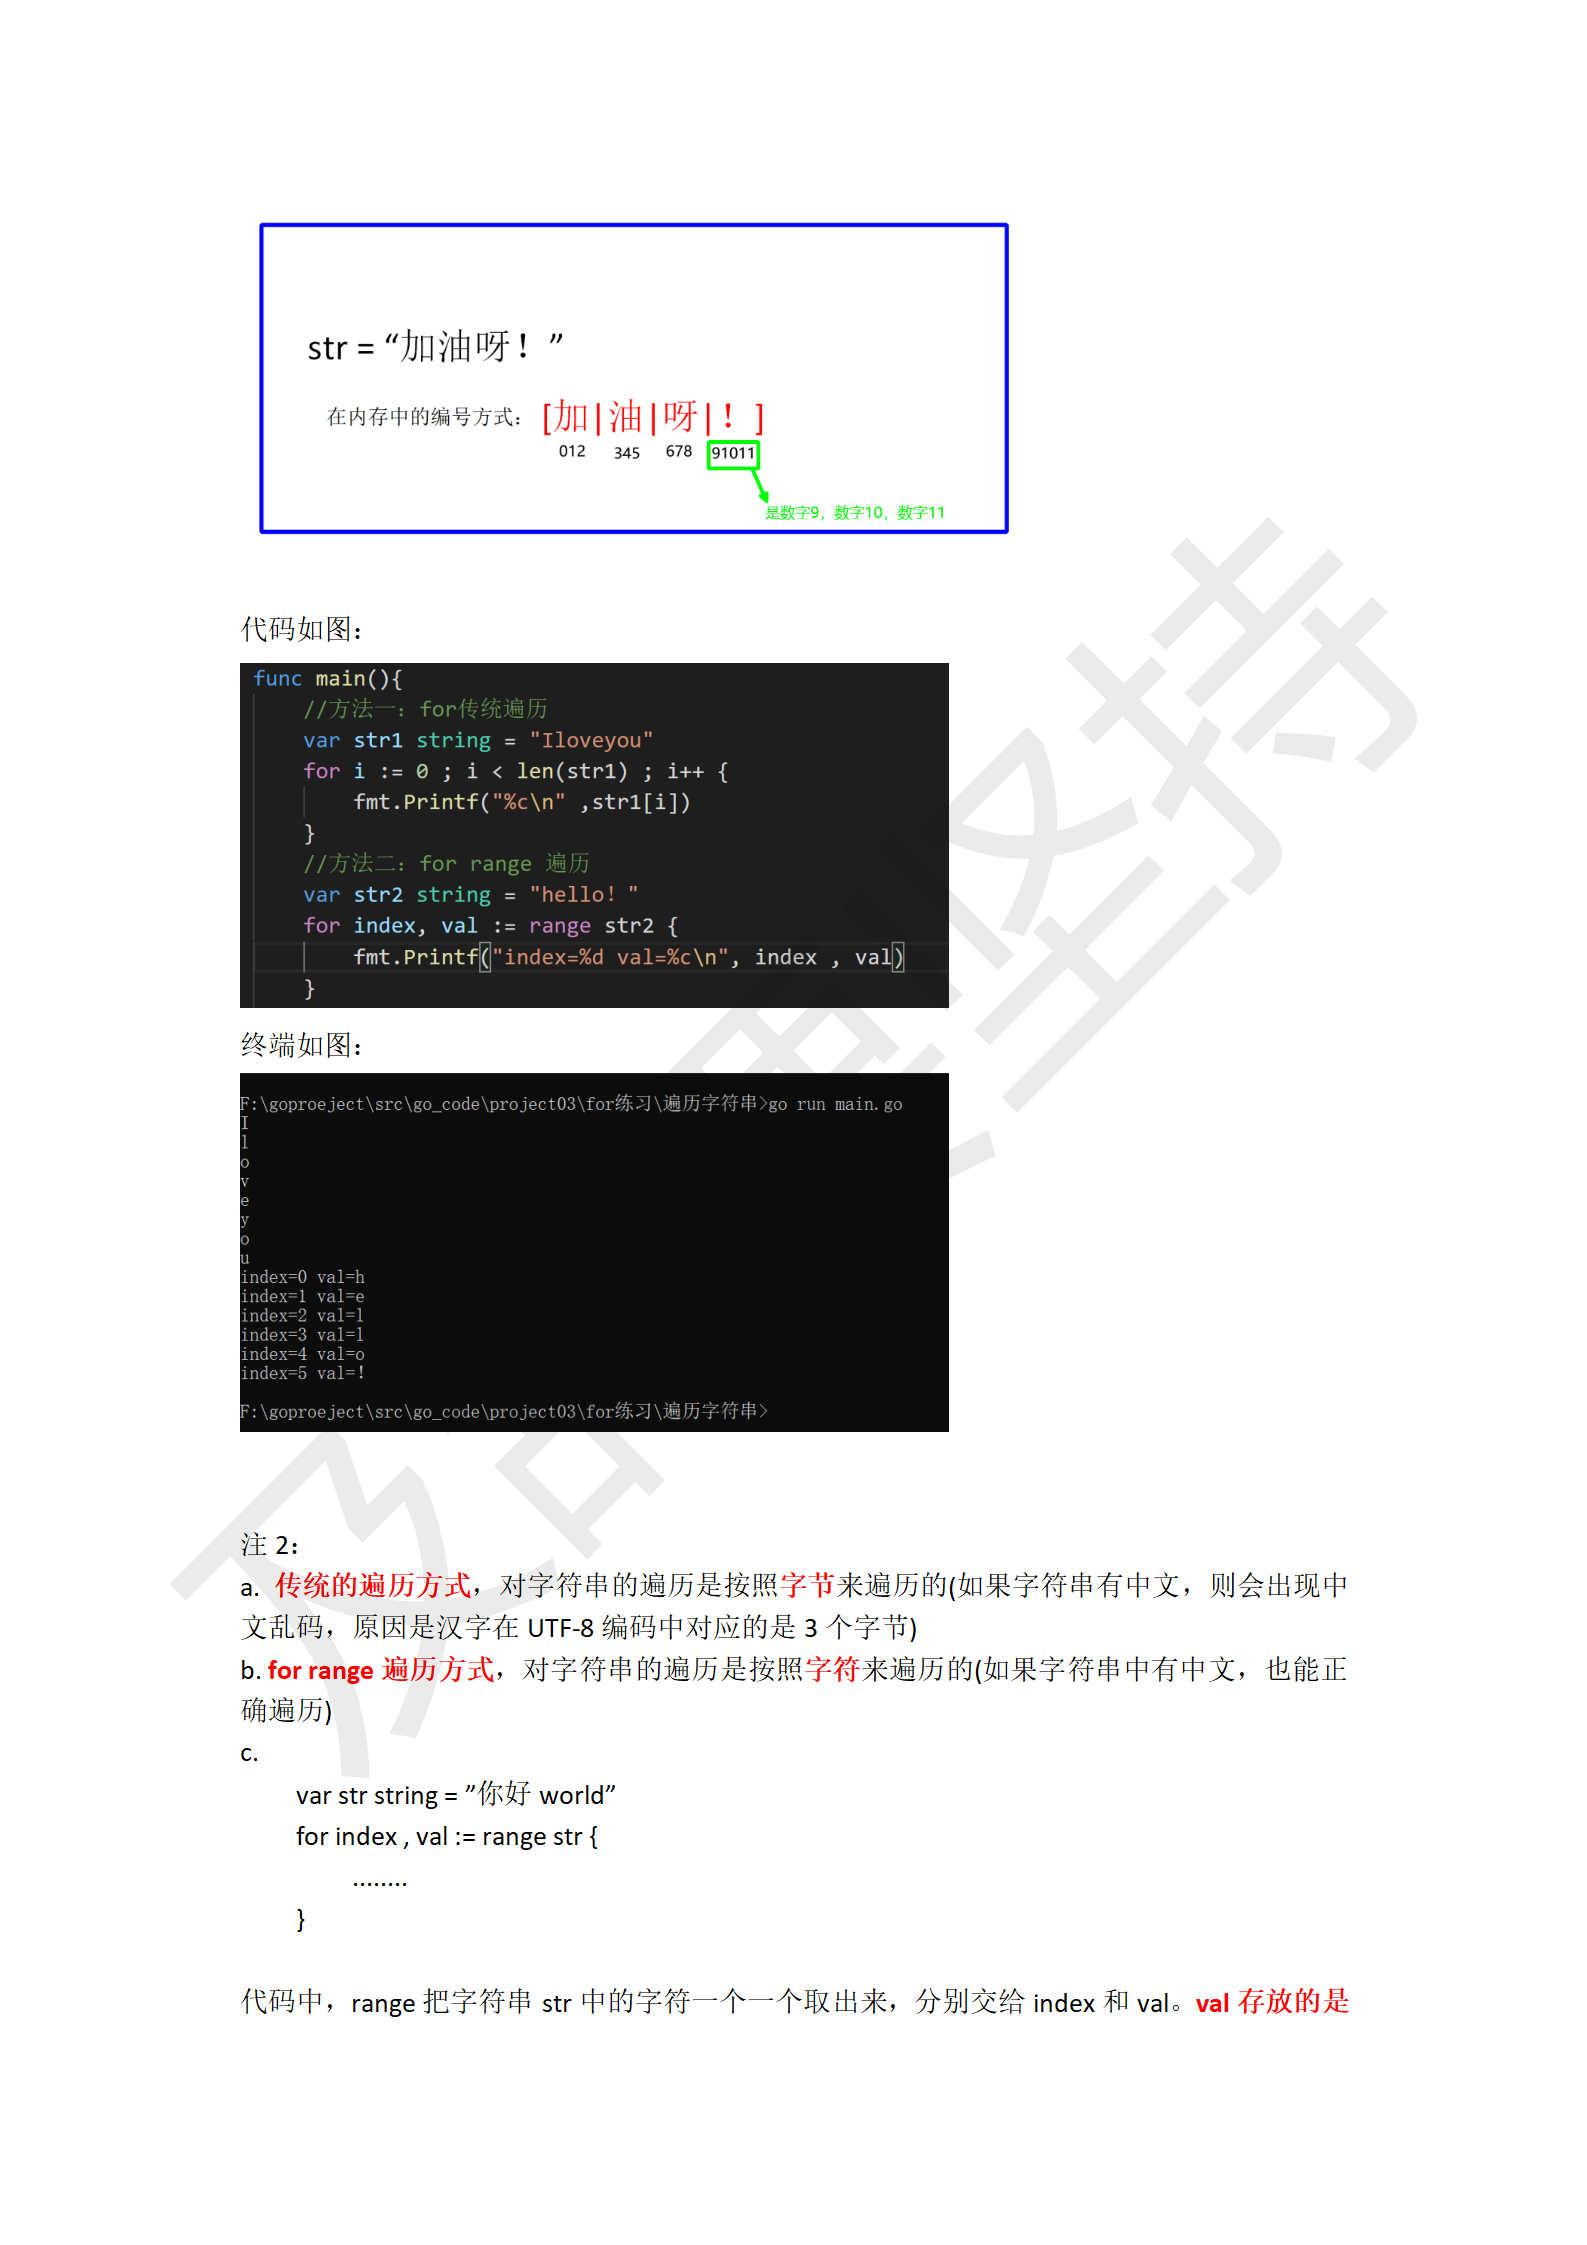 str = “加油呀！”
在内存中的编号方式：[加|油|呀|！]
012 345 678 91011
是数字9，数字10，数字11
代码如图：
func main(){
//方法一：for传统遍历
var str1 string = "Iloveyou"
for i := 0 ; i < len(str1) ; i++ {
fmt.Printf("%c\n" ,str1[i])
}
//方法二：for range 遍历
var str2 string = "hello！"
for index, val := range str2 {
fmt.Printf("index=%d val=%c\n", index , val)
}
终端如图：
F:\goproeject\src\go_code\project03\for练习\遍历字符串>go run main.go
I
l
o
v
e
y
o
u
index=0 val=h
index=1 val=e
index=2 val=l
index=3 val=l
index=4 val=o
index=5 val=！
F:\goproeject\src\go_code\project03\for练习\遍历字符串>
注 2：
a. 传统的遍历方式，对字符串的遍历是按照字节来遍历的(如果字符串有中文，则会出现中
文乱码，原因是汉字在 UTF-8 编码中对应的是 3 个字节)
b. for range 遍历方式，对字符串的遍历是按照字符来遍历的(如果字符串中有中文，也能正
确遍历)
c.
var str string = ”你好 world”
for index , val := range str {
........
}
代码中，range 把字符串 str 中的字符一个一个取出来，分别交给 index 和 val。val 存放的是